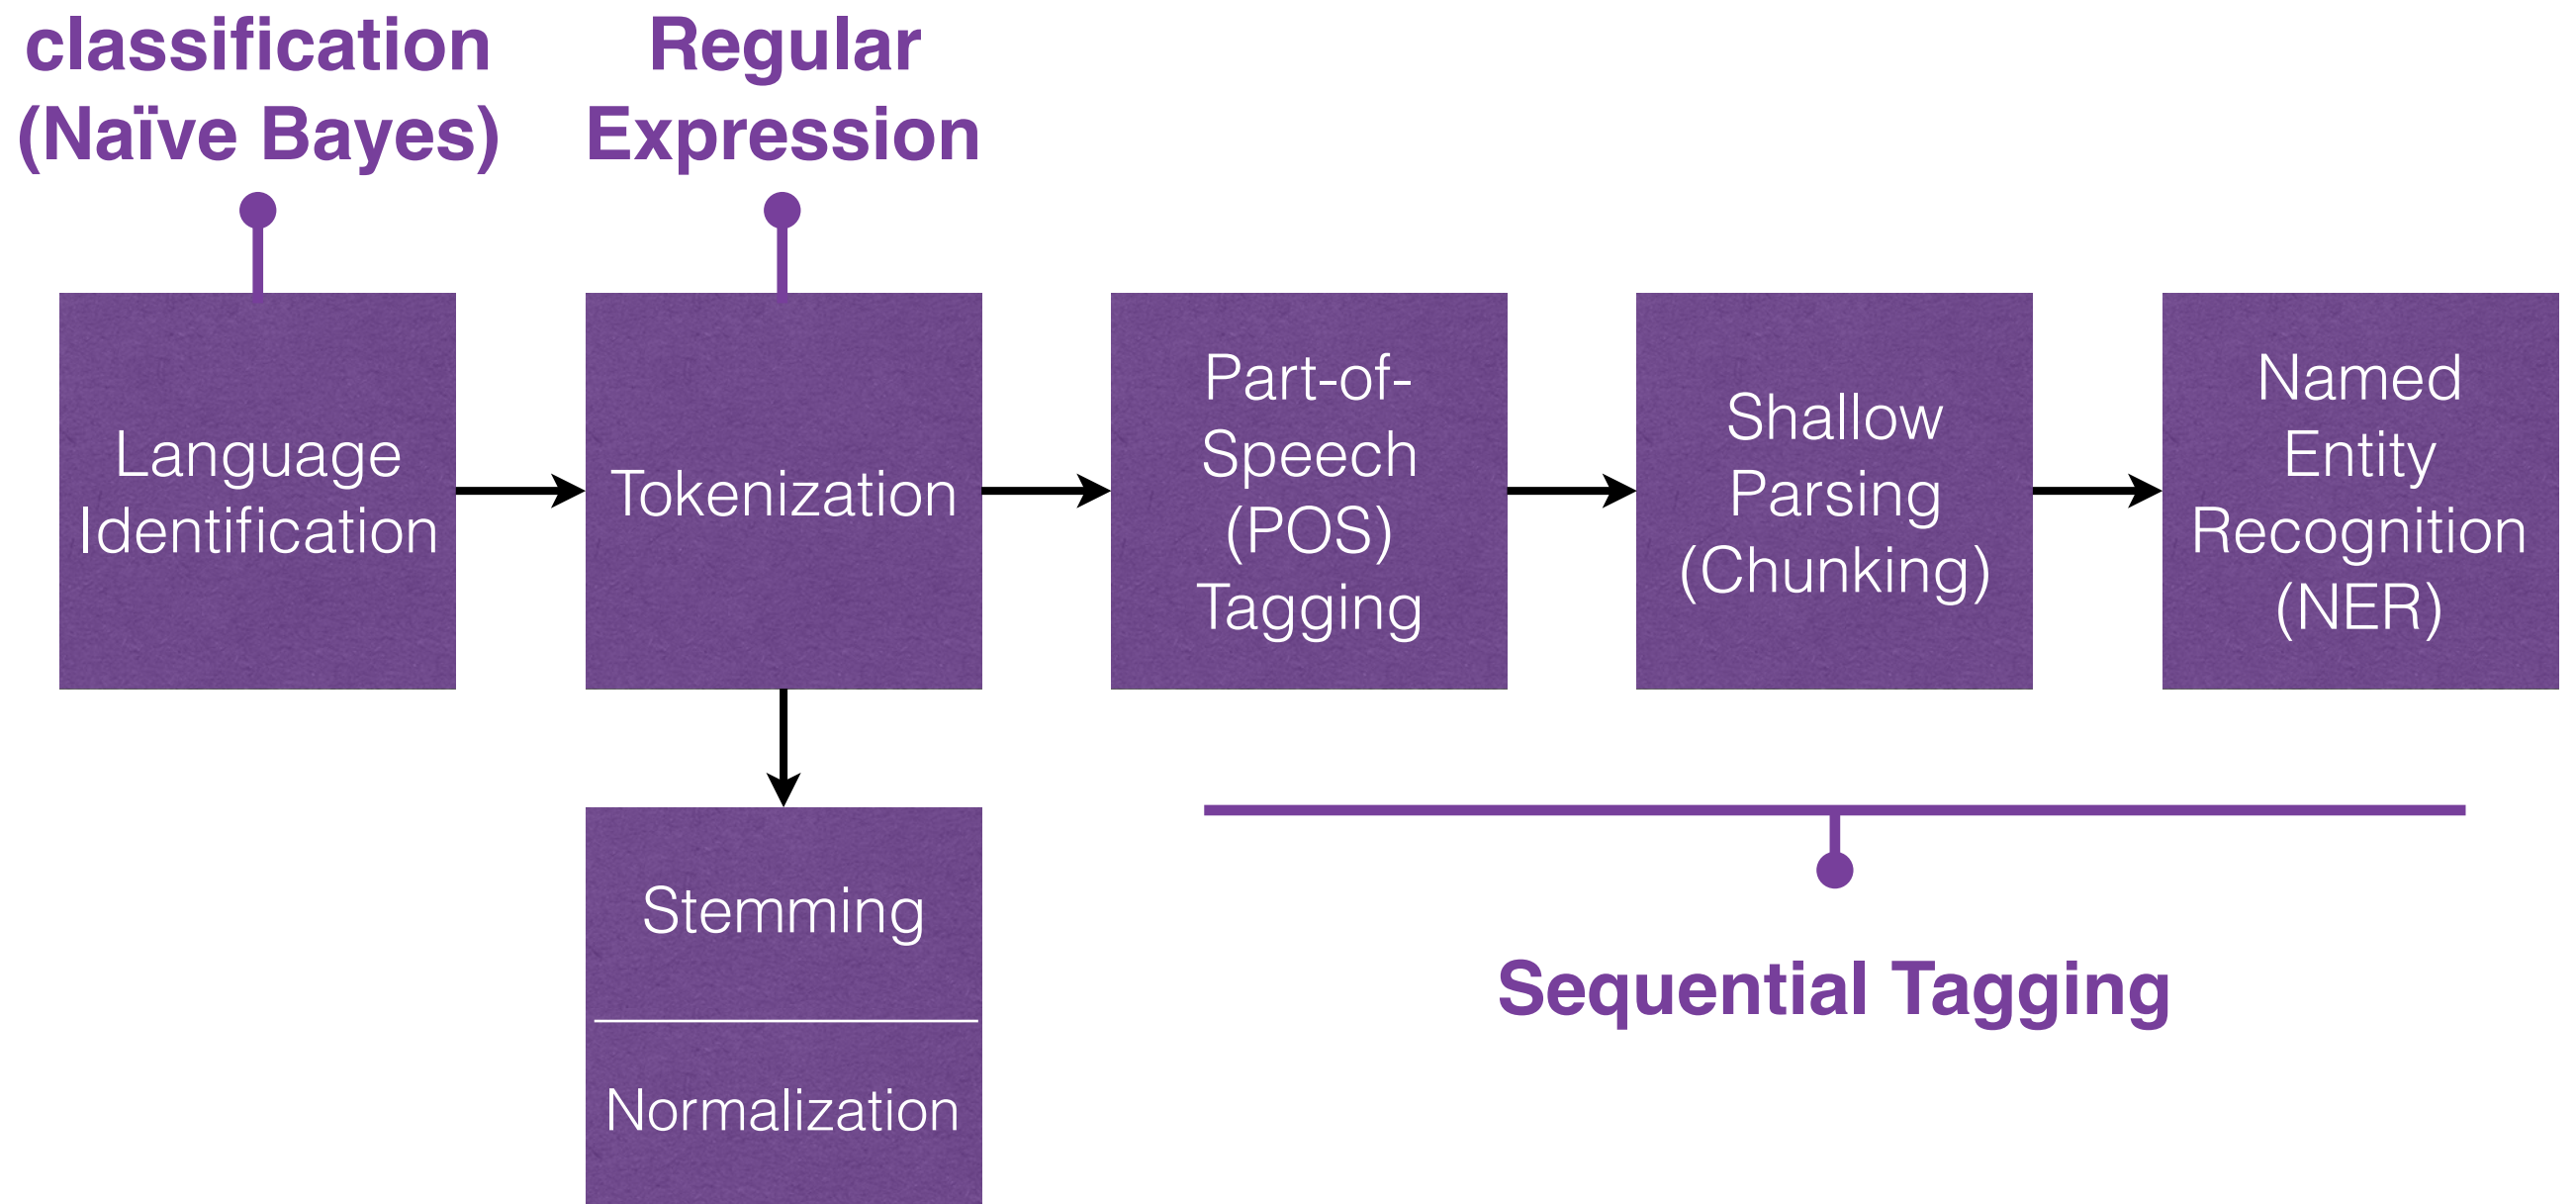 classification
(Naïve Bayes)
Regular
Expression
Language
Identification
Tokenization
Part-of-
Speech
(POS)
Tagging
Shallow
Parsing
(Chunking)
Named
Entity
Recognition
(NER)
Stemming
Normalization
Sequential Tagging